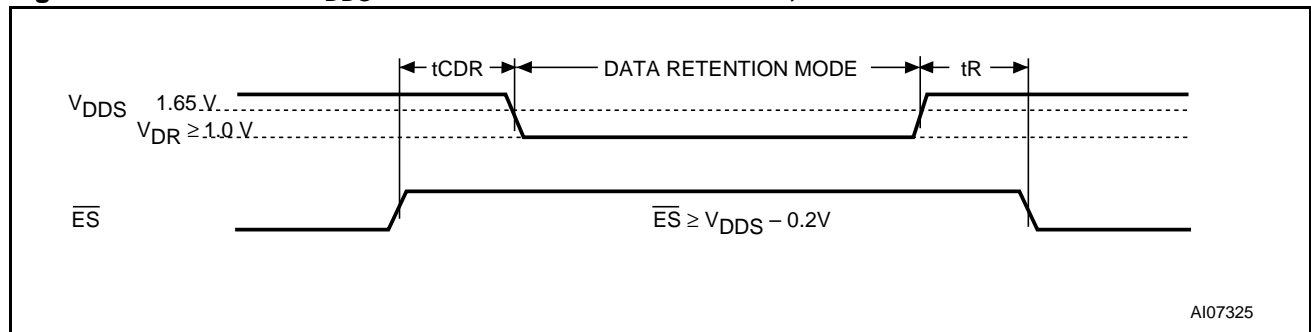 tCDR DATA RETENTION MODE tR
VDDS 1.65 V
VDR ≥ 1.0 V
ES ES ≥ VDDS – 0.2V
AI07325